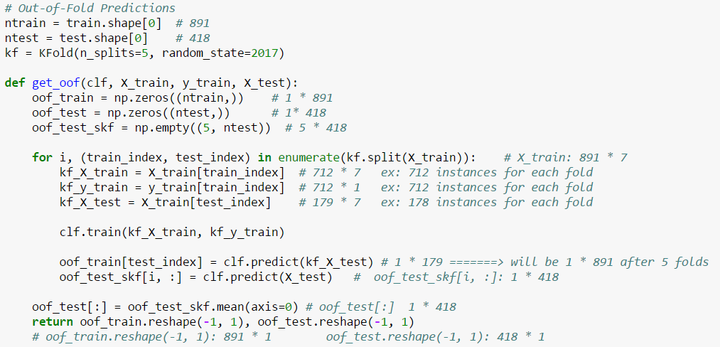 # Out-of-Fold Predictions
ntrain = train.shape[0]  # 891
ntest = test.shape[0]    # 418
kf = KFold(n_splits=5, random_state=2017)

def get_oof(clf, X_train, y_train, X_test):
    oof_train = np.zeros((ntrain,))    # 1 * 891
    oof_test = np.zeros((ntest,))      # 1* 418
    oof_test_skf = np.empty((5, ntest))  # 5 * 418

    for i, (train_index, test_index) in enumerate(kf.split(X_train)):    # X_train: 891 * 7
        kf_X_train = X_train[train_index]  # 712 * 7   ex: 712 instances for each fold
        kf_y_train = y_train[train_index]  # 712 * 1   ex: 712 instances for each fold
        kf_X_test = X_train[test_index]    # 179 * 7   ex: 178 instances for each fold

        clf.train(kf_X_train, kf_y_train)

        oof_train[test_index] = clf.predict(kf_X_test) # 1 * 179 =======> will be 1 * 891 after 5 folds
        oof_test_skf[i, :] = clf.predict(X_test)   #  oof_test_skf[i, :]: 1 * 418

    oof_test[:] = oof_test_skf.mean(axis=0) # oof_test[:]  1 * 418
    return oof_train.reshape(-1, 1), oof_test.reshape(-1, 1)
    # oof_train.reshape(-1, 1): 891 * 1        oof_test.reshape(-1, 1): 418 * 1